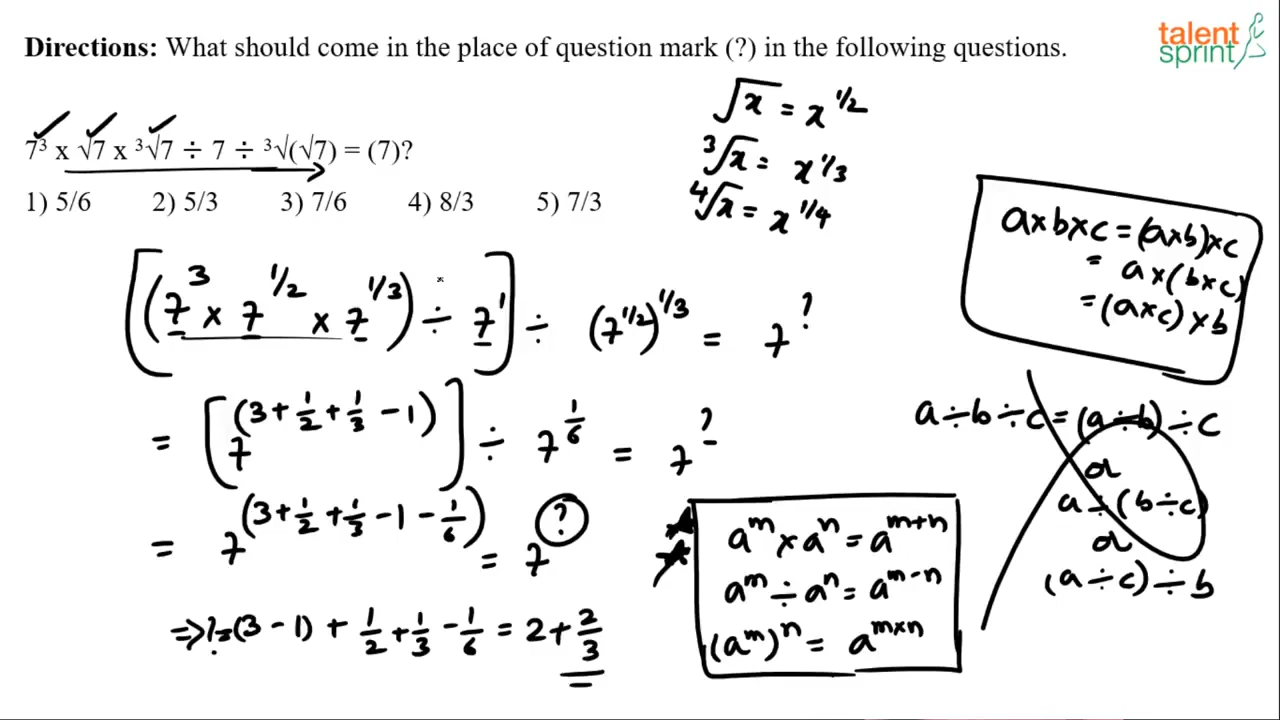 talent
sprint
Directions: What should come in the place of question mark (?) in the following questions.
7³ x √7 x ³√7 ÷ 7 ÷ ³√(√7) = (7)?
1) 5/6 2) 5/3 3) 7/6 4) 8/3 5) 7/3
√x = x^1/2
³√x = x^1/3
⁴√x = x^1/4
a×b×c = (a×b)×c
= a×(b×c)
= (a×c)×b
[(7^3 × 7^1/2 × 7^1/3) ÷ 7^1] ÷ (7^1/2)^1/3 = 7^?
= [7^(3 + 1/2 + 1/3 - 1)] ÷ 7^1/6 = 7^?
= 7^(3 + 1/2 + 1/3 - 1 - 1/6) = 7^?
⇒ ? = (3 - 1) + 1/2 + 1/3 - 1/6 = 2 + 2/3
a÷b÷c = (a÷b)÷c
or
a÷(b÷c)
or
(a÷c)÷b
a^m × a^n = a^m+n
a^m ÷ a^n = a^m-n
(a^m)^n = a^m×n